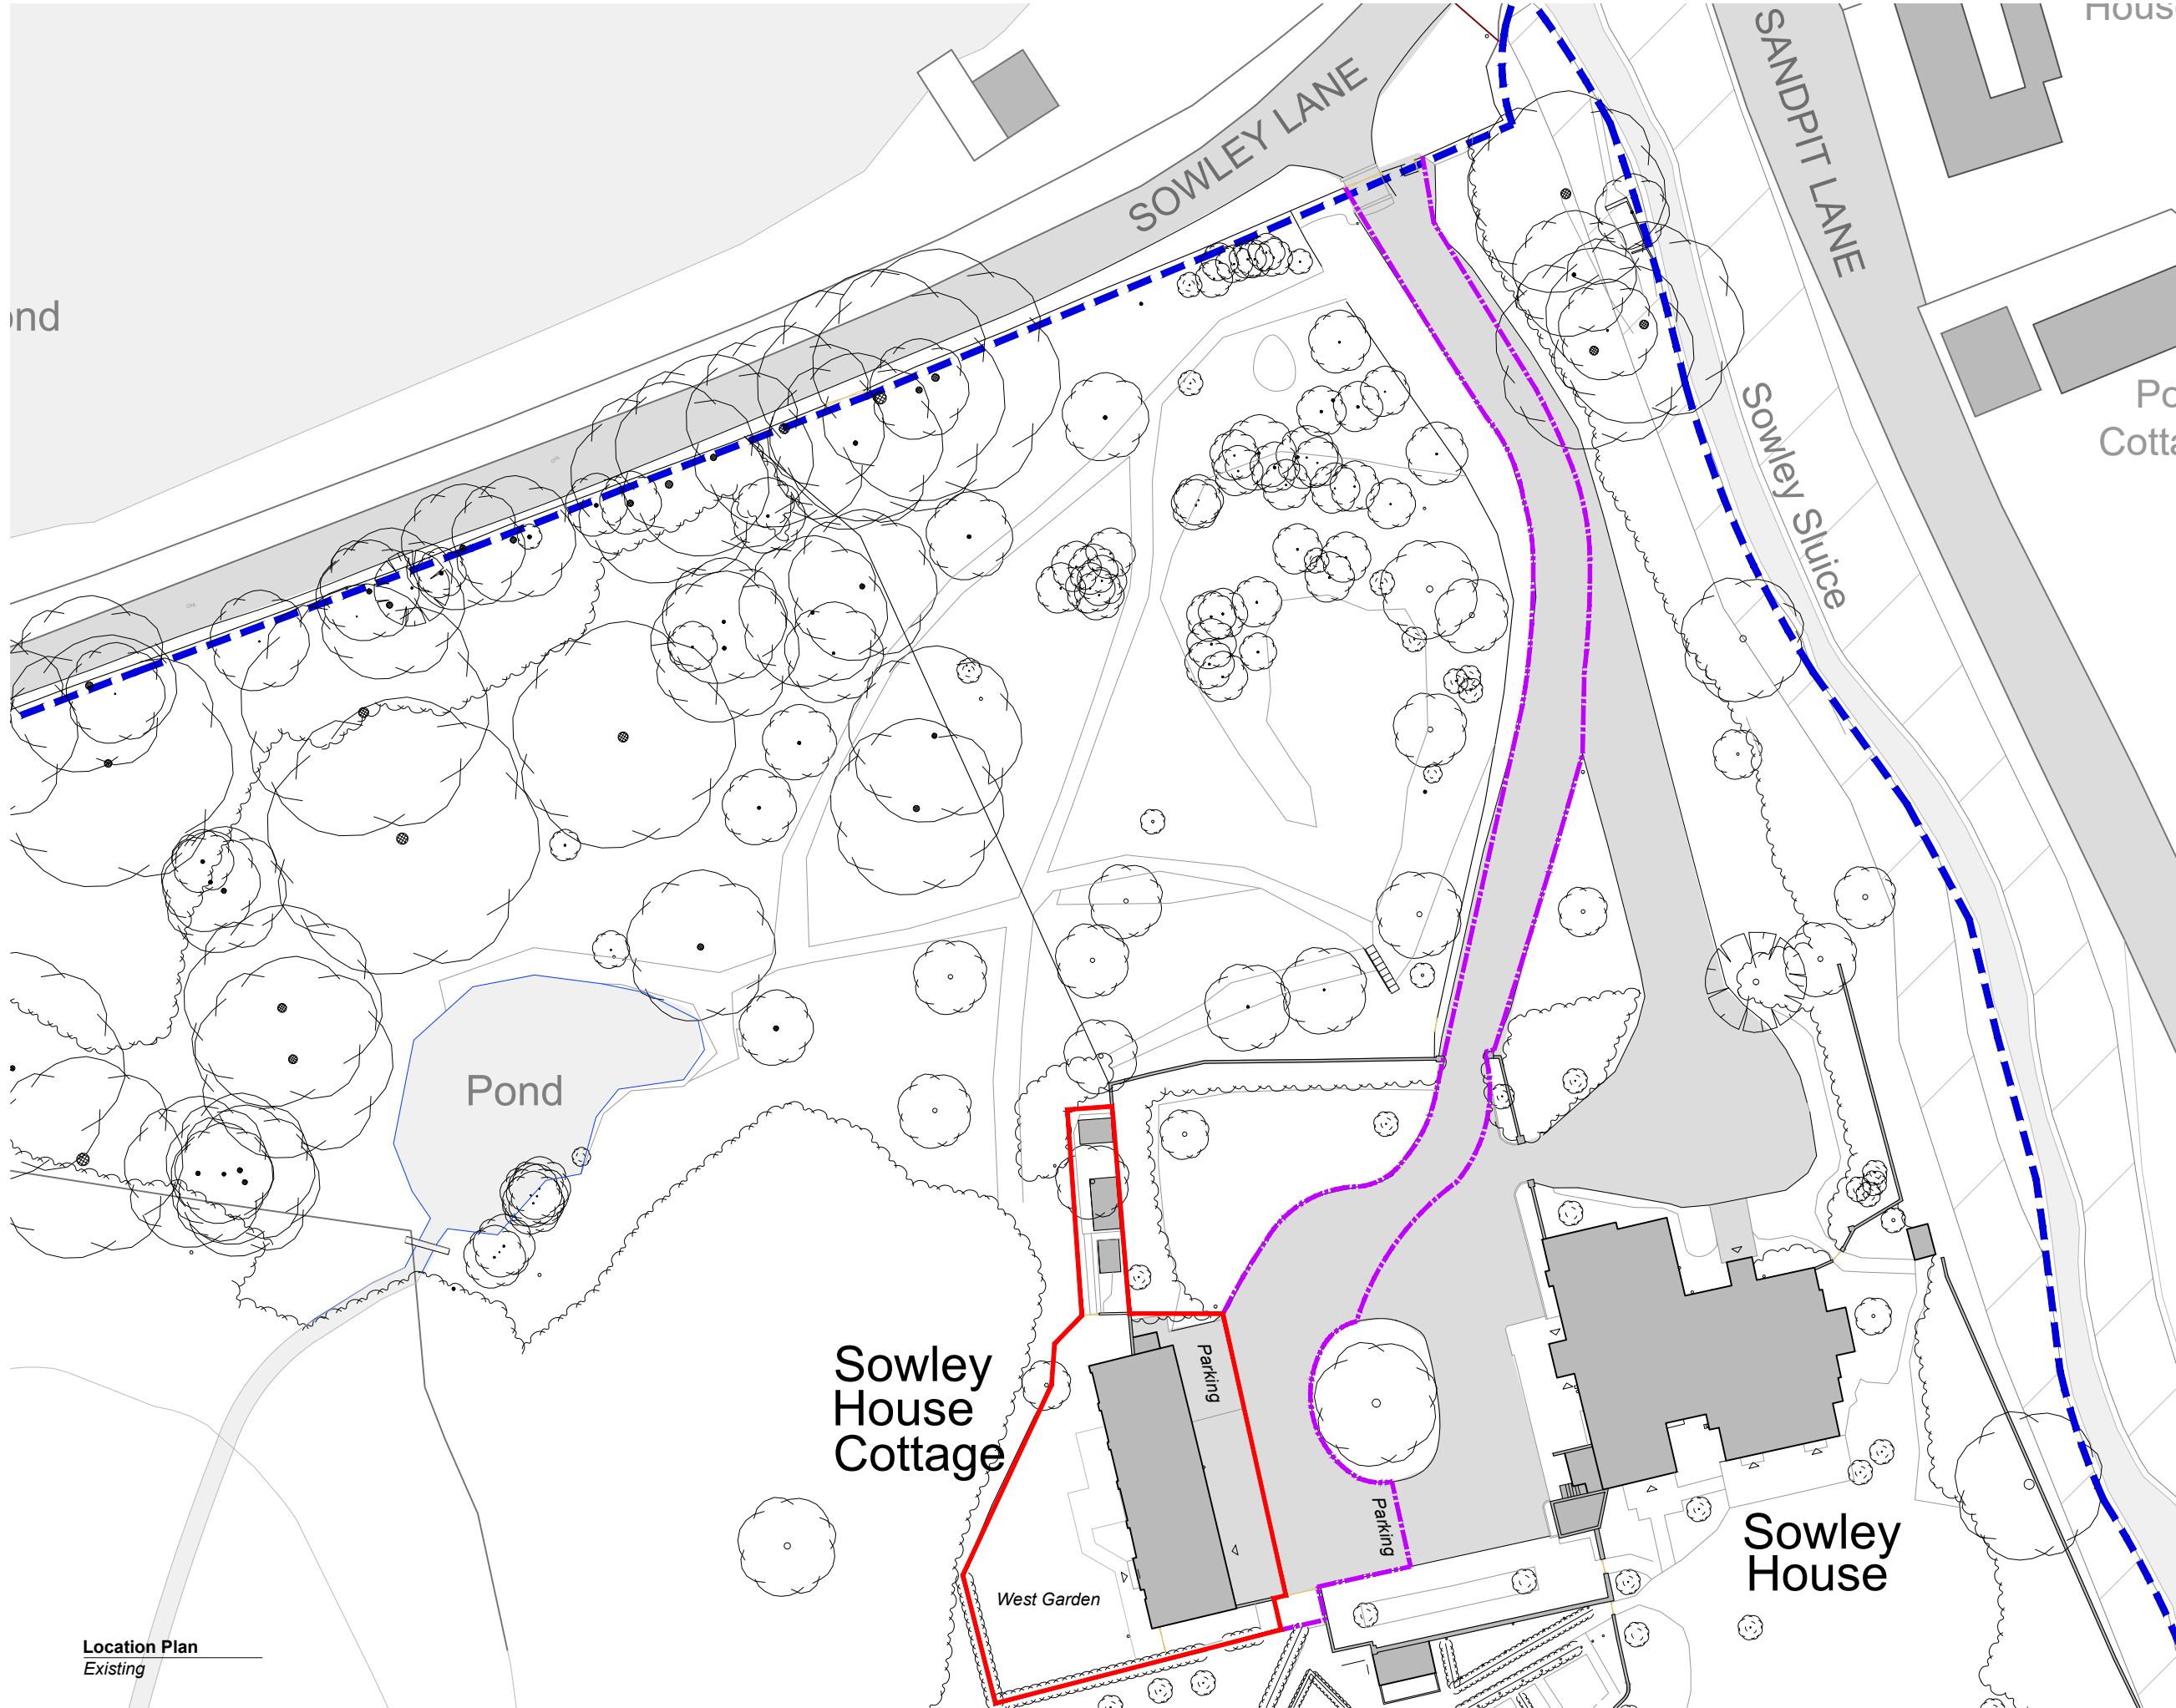 SOWLEY LANE
SANDPIT LANE
Sowley Sluice
Pond
Sowley
House
Cottage
Parking
Parking
West Garden
Sowley
House
Location Plan
Existing